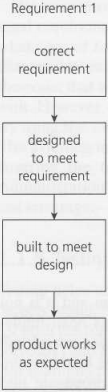 Requirement 1
correct
requirement
designed
to meet
requirement
built to meet
design
product works
as expected